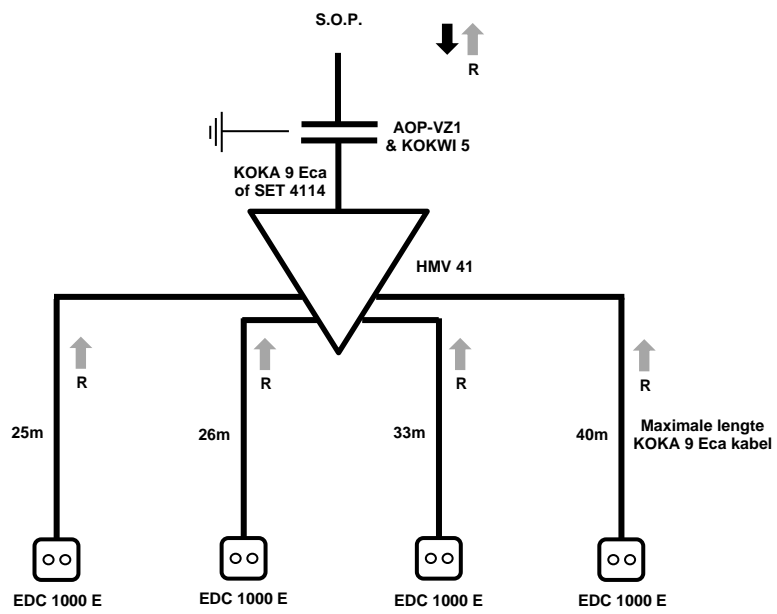 S.O.P.
R
AOP-VZ1
& KOKWI 5
KOKA 9 Eca
of SET 4114
HMV 41
R
R
R
R
25m
26m
33m
40m
Maximale lengte
KOKA 9 Eca kabel
EDC 1000 E
EDC 1000 E
EDC 1000 E
EDC 1000 E